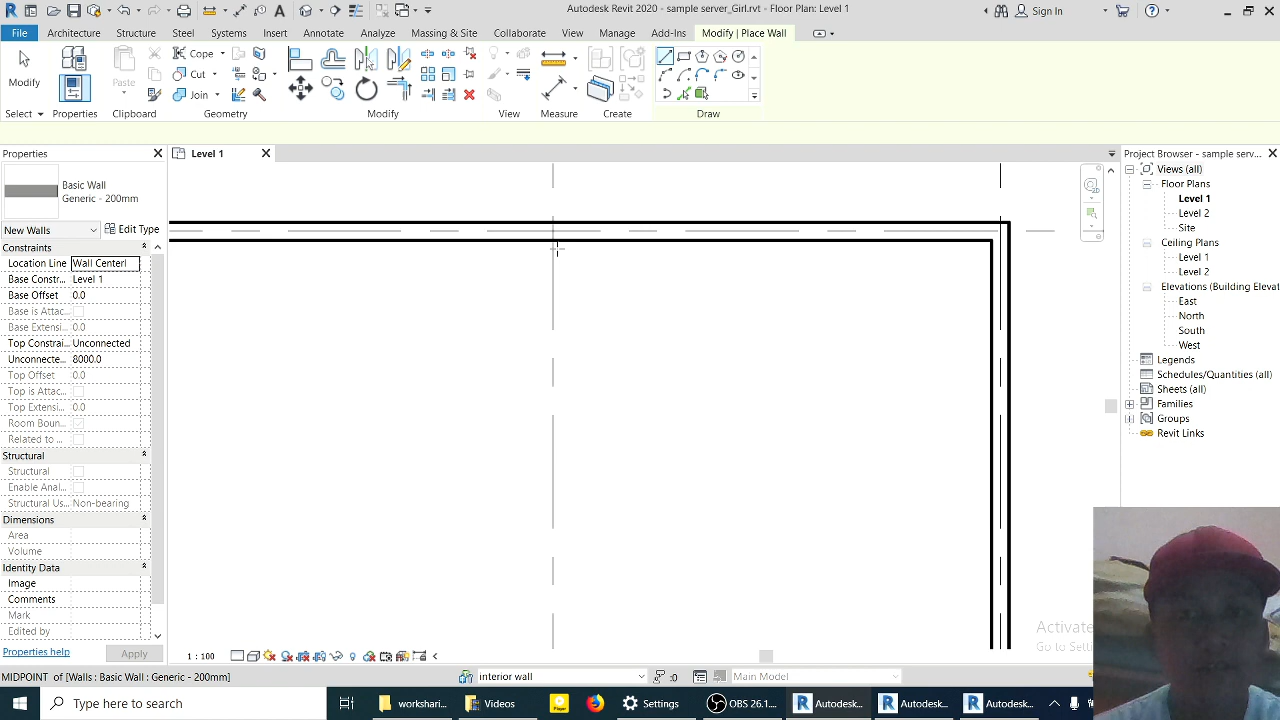 Autodesk Revit 2020 - sample server_Girl.rvt - Floor Plan: Level 1
Sign In
File
Architecture
Structure
Steel
Systems
Insert
Annotate
Analyze
Massing & Site
Collaborate
View
Manage
Add-Ins
Modify | Place Wall
Modify
Paste
Cope
Cut
Join
Select
Properties
Clipboard
Geometry
Modify
View
Measure
Create
Draw
Properties
Basic Wall
Generic - 200mm
New Walls
Edit Type
Constraints
Location Line Wall Centerl
Base Constr... Level 1
Base Offset 0.0
Base is Attac...
Base Extensi... 0.0
Top Constrai... Unconnected
Unconnecte... 8000.0
Top Offset 0.0
Top is Attac...
Top Extensi... 0.0
Room Boun...
Related to ...
Structural
Structural
Enable Anal...
Structural Us... Non-bearing
Dimensions
Area
Volume
Identity Data
Image
Comments
Mark
Edited by
Properties help
Apply
Level 1
1 : 100
Project Browser - sample serv...
Views (all)
Floor Plans
Level 1
Level 2
Site
Ceiling Plans
Level 1
Level 2
Elevations (Building Elevat
East
North
South
West
Legends
Schedules/Quantities (all)
Sheets (all)
Families
Groups
Revit Links
Activate
Go to Setti
MIDPOINT of [Walls : Basic Wall : Generic - 200mm]
interior wall
:0
Main Model
Type here to search
workshari...
Videos
Player
Settings
OBS 26.1...
Autodesk...
Autodesk...
Autodesk...